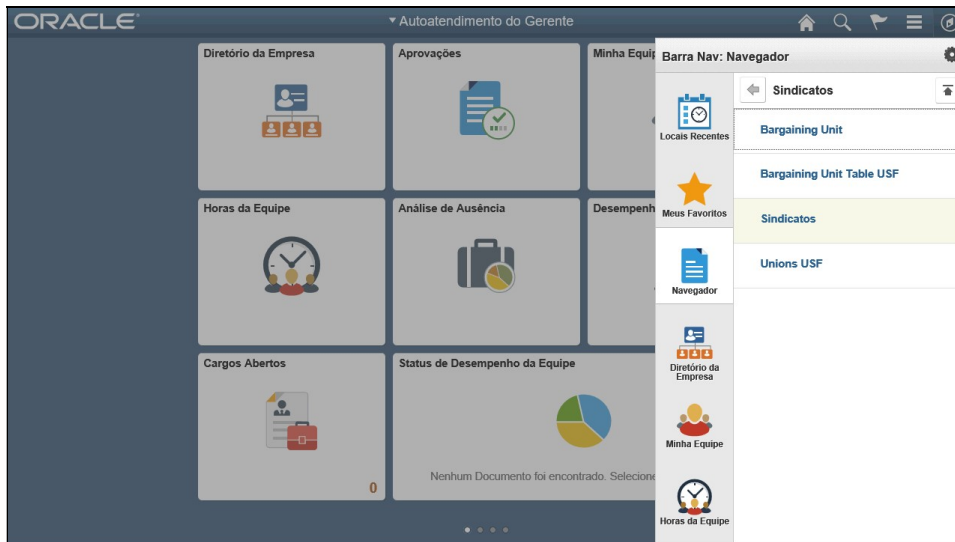 ORACLE
Autoatendimento do Gerente
Diretório da Empresa
Aprovações
Minha Equip
Horas da Equipe
Análise de Ausência
Desempenh
Cargos Abertos
0
Status de Desempenho da Equipe
Nenhum Documento foi encontrado. Selecione
Barra Nav: Navegador
Locais Recentes
Meus Favoritos
Navegador
Diretório da
Empresa
Minha Equipe
Horas da Equipe
Sindicatos
Bargaining Unit
Bargaining Unit Table USF
Sindicatos
Unions USF